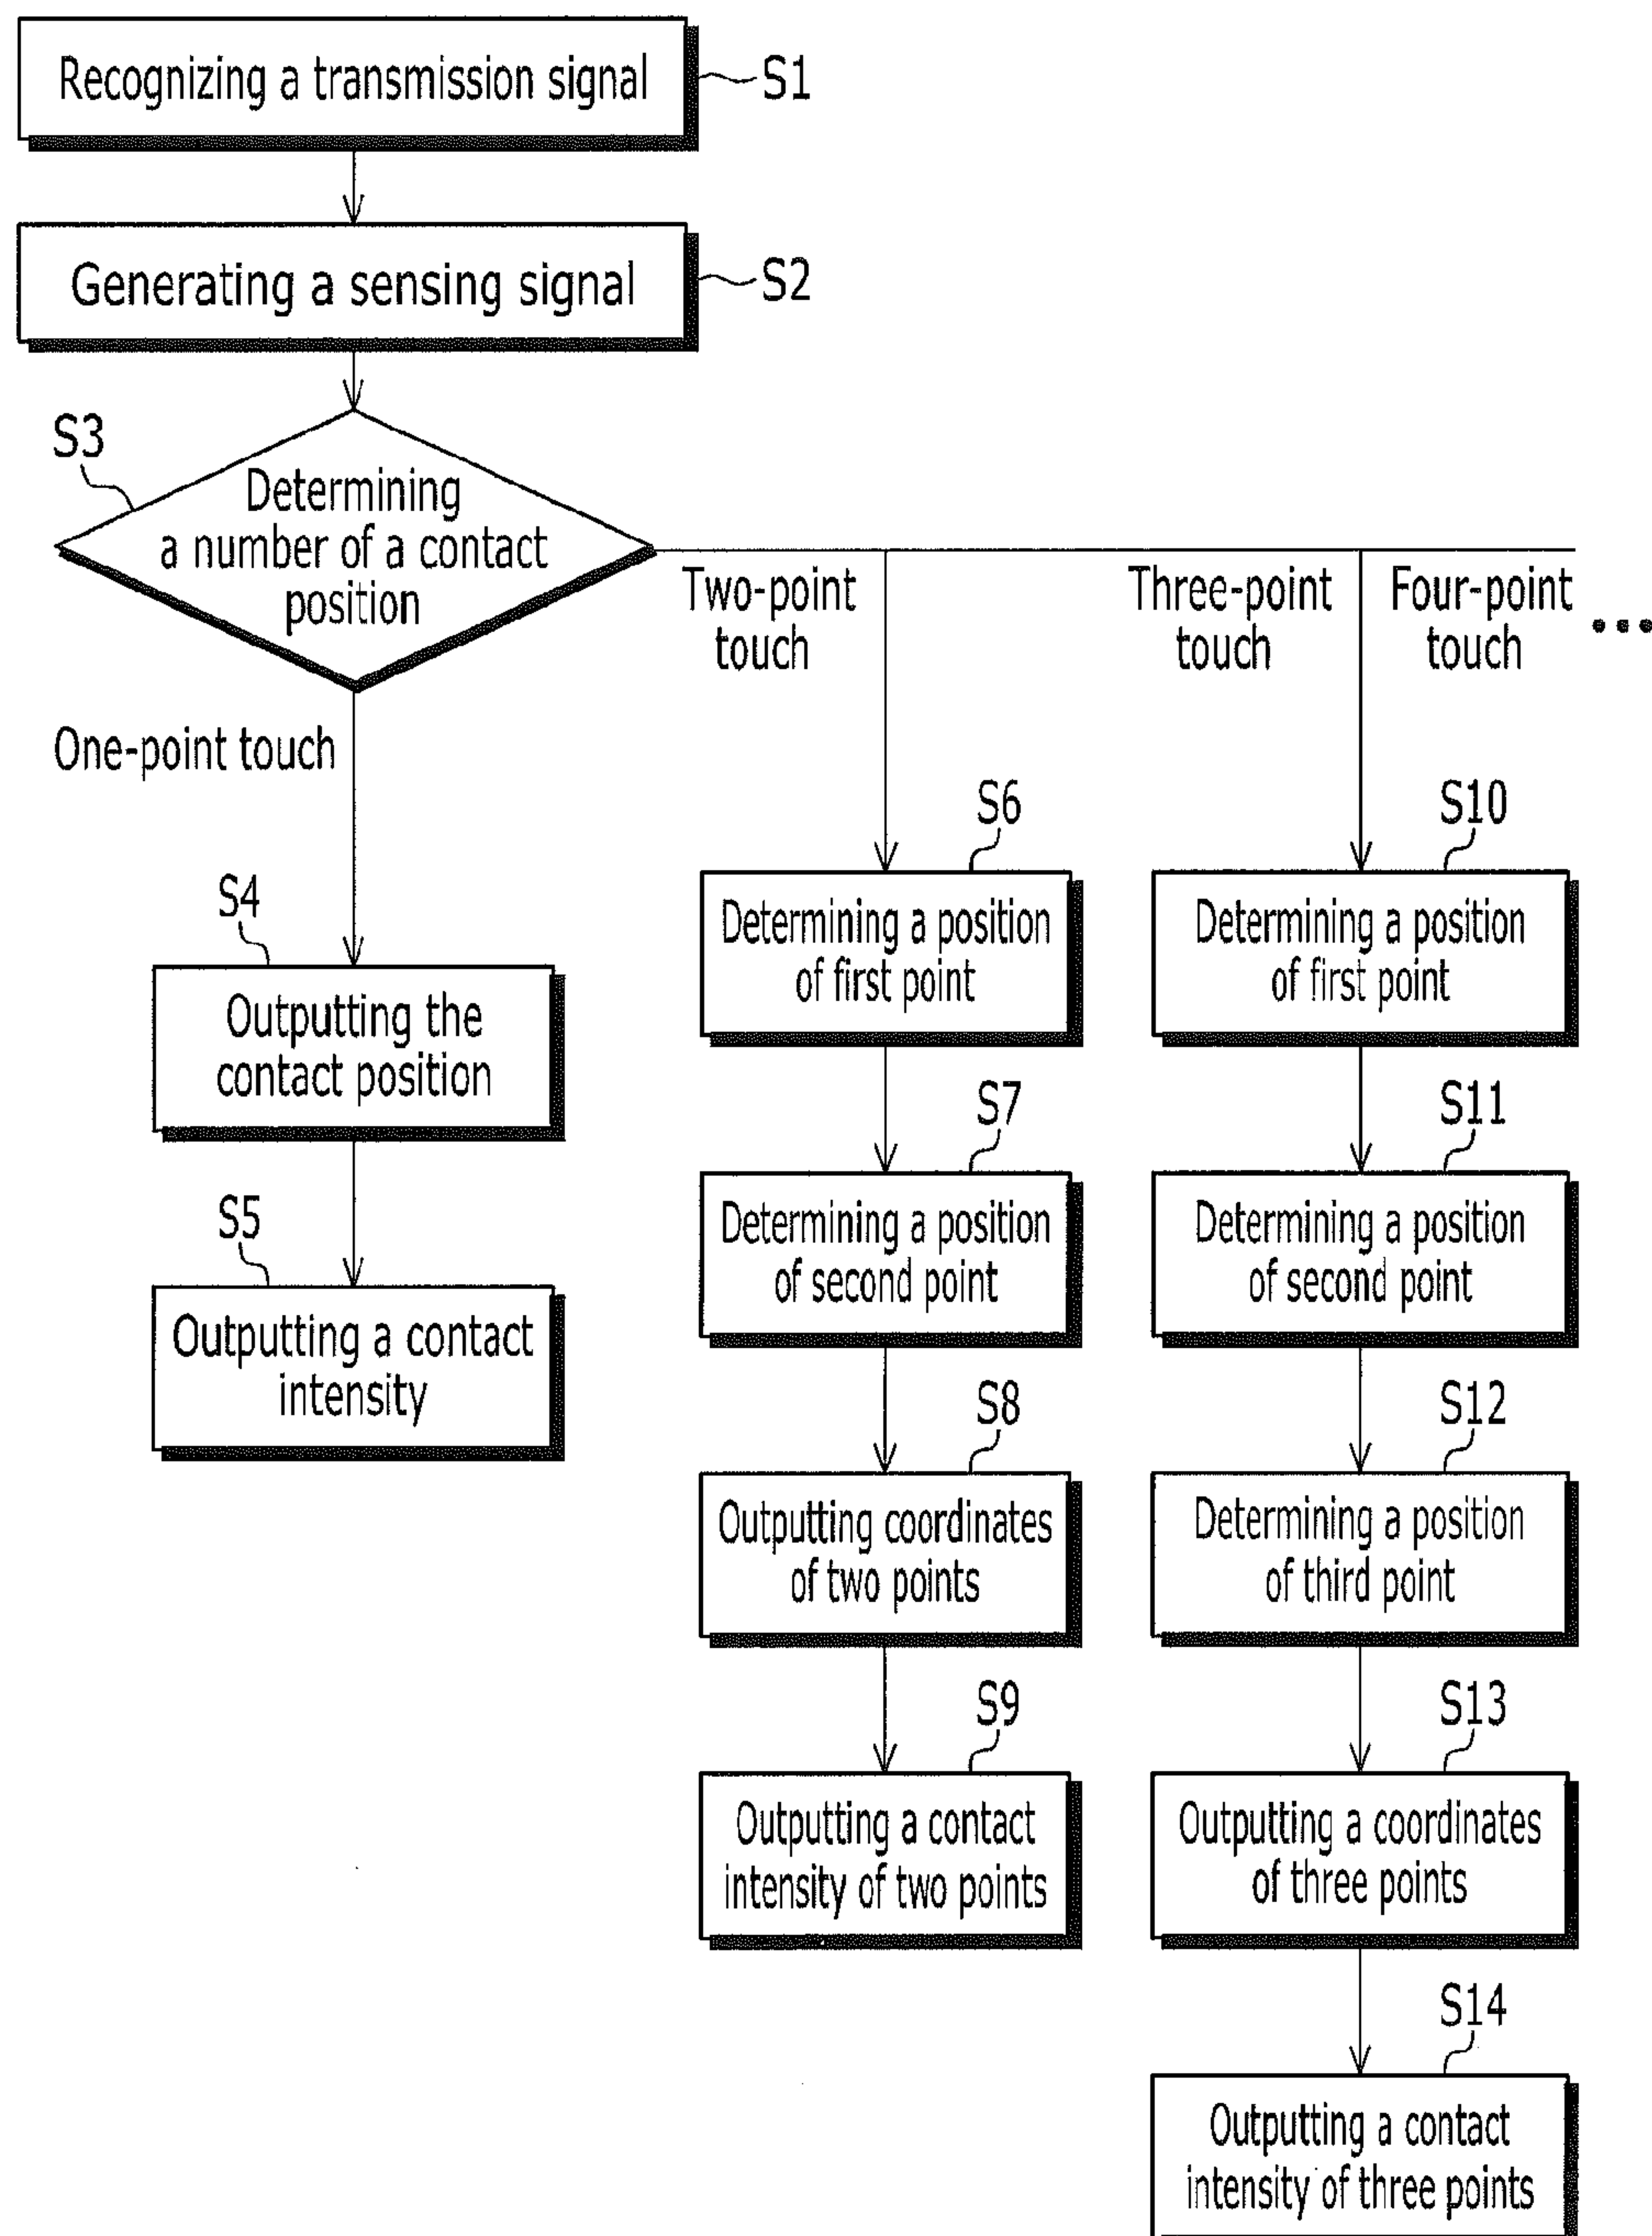 Recognizing a transmission signal
S1
Generating a sensing signal
S2
S3
Determining
a number of a contact
position
One-point touch
Two-point
touch
Three-point
touch
Four-point
touch
...
S4
Outputting the
contact position
S5
Outputting a contact
intensity
S6
Determining a position
of first point
S7
Determining a position
of second point
S8
Outputting coordinates
of two points
S9
Outputting a contact
intensity of two points
S10
Determining a position
of first point
S11
Determining a position
of second point
S12
Determining a position
of third point
S13
Outputting a coordinates
of three points
S14
Outputting a contact
intensity of three points